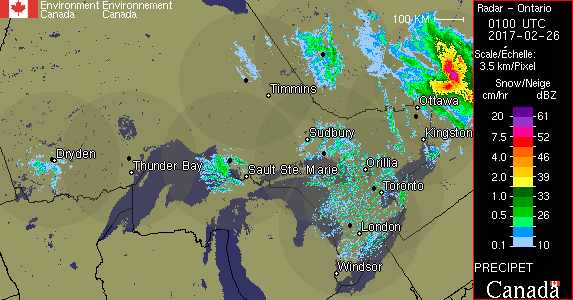 Environment Environnement
Canada Canada
100 KM
Timmins
Ottawa
Kingston
Sudbury
Dryden
Thunder Bay
Sault Ste. Marie
Orillia
Toronto
London
Windsor
Radar - Ontario
0100 UTC
2017-02-26
Scale/Échelle:
3.5 km/Pixel
Snow/Neige
cm/hr dBZ
20 61
7.5 52
4.0 46
2.0 39
1.0 33
0.5 26
0.1 10
PRECIPET
Canada